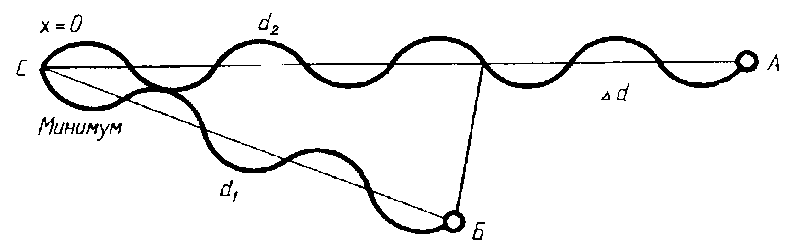 x = 0
d₂
С
А
Δd
Минимум
d₁
Б